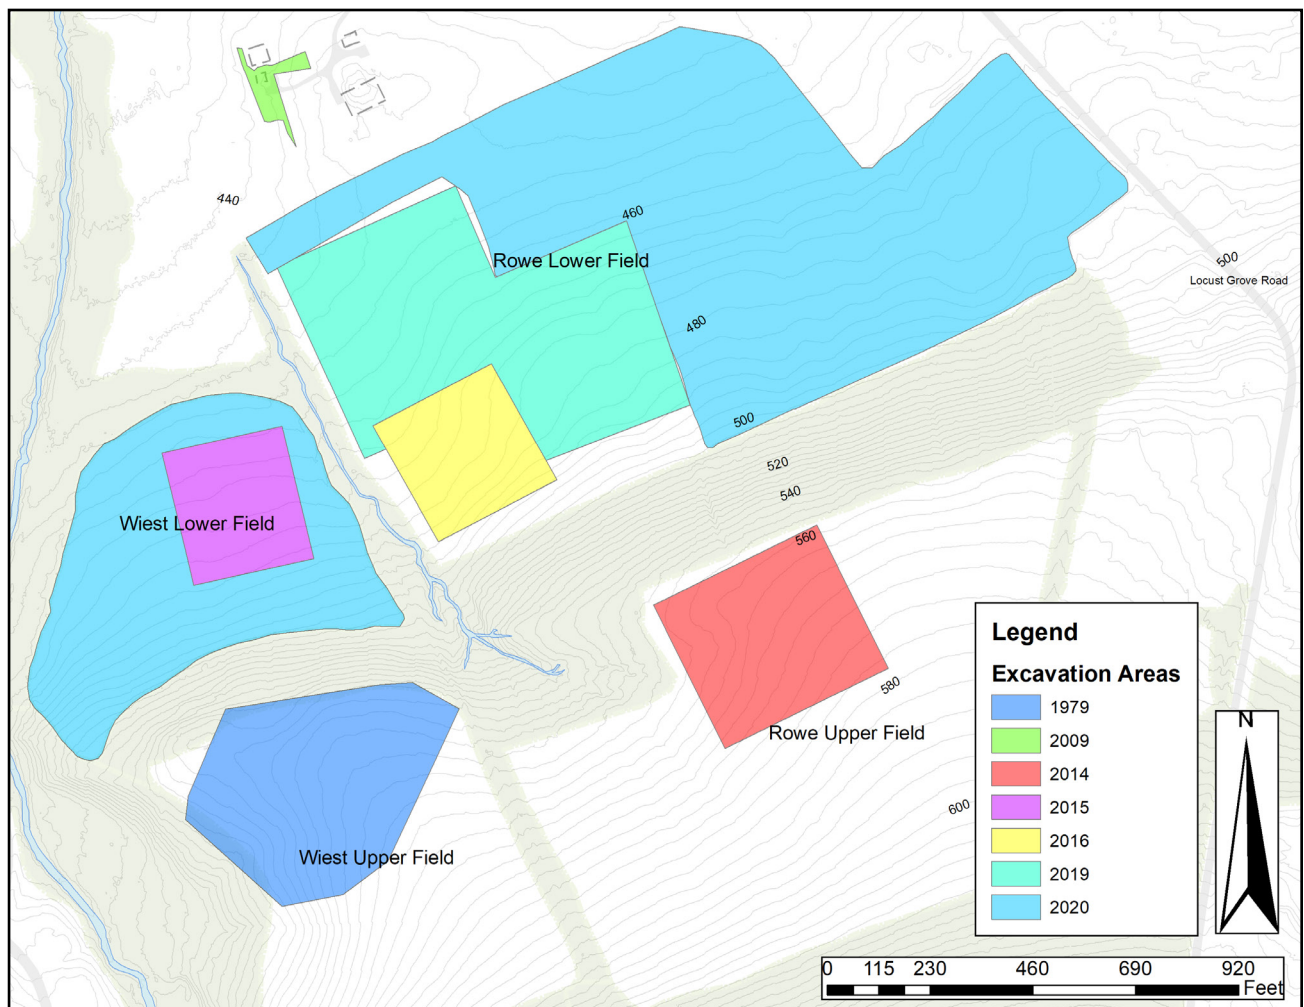 440
460
Rowe Lower Field
500
Locust Grove Road
480
500
520
540
Wiest Lower Field
560
580
Rowe Upper Field
600
Wiest Upper Field
Legend
Excavation Areas
1979
2009
2014
2015
2016
2019
2020
N
0 115 230 460 690 920
Feet